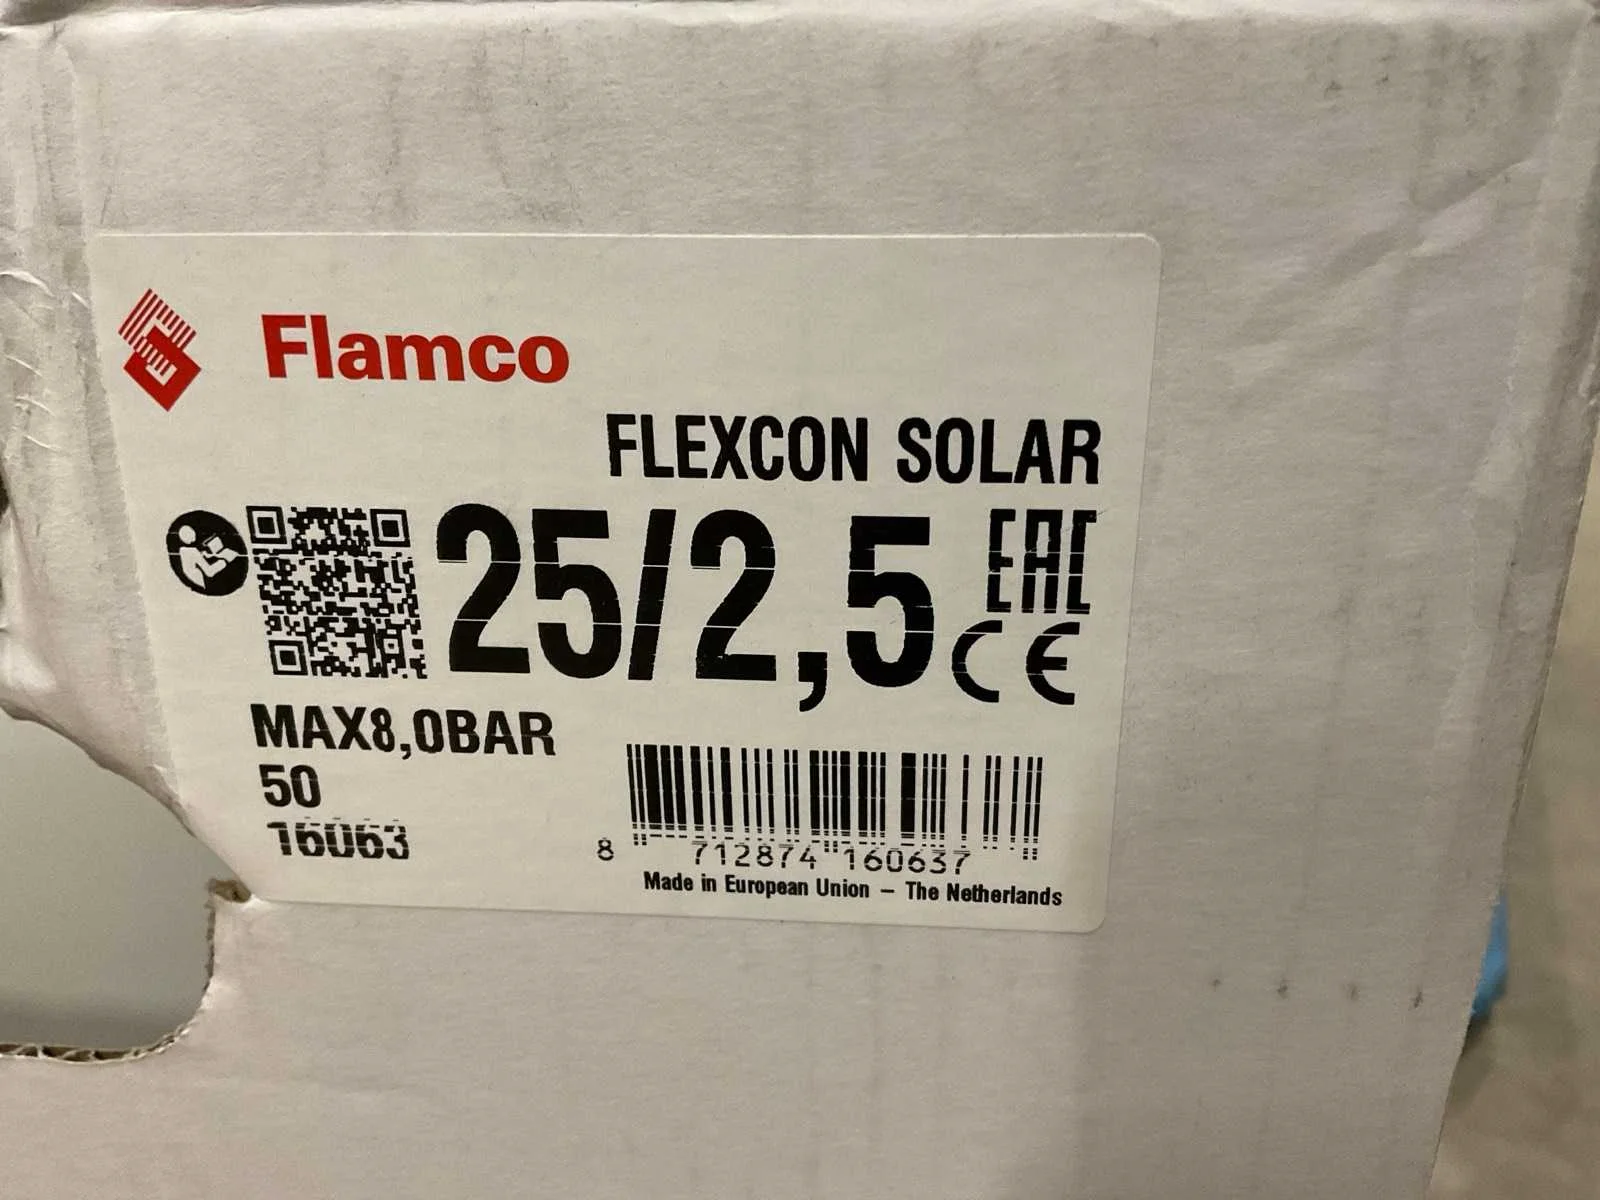 Flamco
FLEXCON SOLAR
25/2,5
EAC
CE
MAX8,0BAR
50
16063
8 712874 160637
Made in European Union – The Netherlands